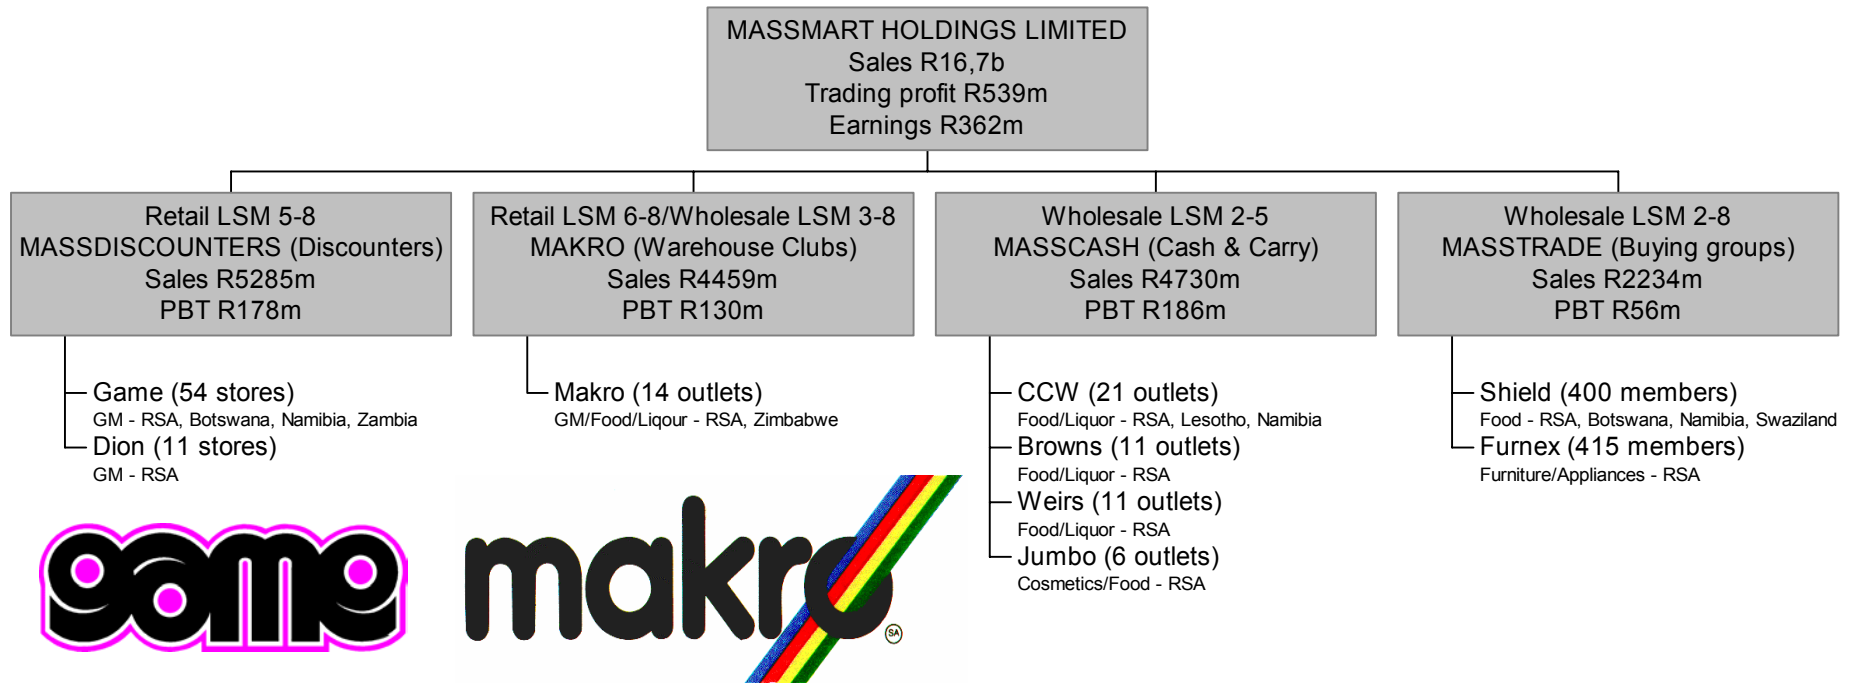 MASSMART HOLDINGS LIMITED
Sales R16,7b
Trading profit R539m
Earnings R362m
Retail LSM 5-8
MASSDISCOUNTERS (Discounters)
Sales R5285m
PBT R178m
Retail LSM 6-8/Wholesale LSM 3-8
MAKRO (Warehouse Clubs)
Sales R4459m
PBT R130m
Wholesale LSM 2-5
MASSCASH (Cash & Carry)
Sales R4730m
PBT R186m
Wholesale LSM 2-8
MASSTRADE (Buying groups)
Sales R2234m
PBT R56m
Game (54 stores)
GM - RSA, Botswana, Namibia, Zambia
Dion (11 stores)
GM - RSA
game
Makro (14 outlets)
GM/Food/Liqour - RSA, Zimbabwe
makro
SA
CCW (21 outlets)
Food/Liquor - RSA, Lesotho, Namibia
Browns (11 outlets)
Food/Liquor - RSA
Weirs (11 outlets)
Food/Liquor - RSA
Jumbo (6 outlets)
Cosmetics/Food - RSA
Shield (400 members)
Food - RSA, Botswana, Namibia, Swaziland
Furnex (415 members)
Furniture/Appliances - RSA